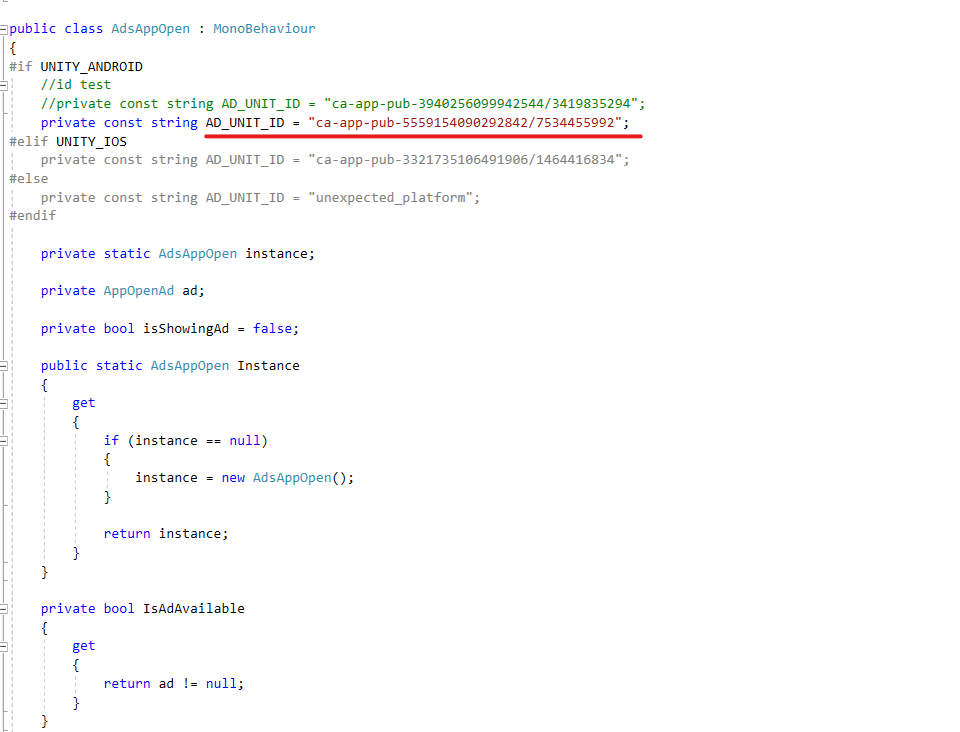 public class AdsAppOpen : MonoBehaviour
{
#if UNITY_ANDROID
    //id test
    //private const string AD_UNIT_ID = "ca-app-pub-3940256099942544/3419835294";
    private const string AD_UNIT_ID = "ca-app-pub-5559154090292842/7534455992";
#elif UNITY_IOS
    private const string AD_UNIT_ID = "ca-app-pub-3321735106491906/1464416834";
#else
    private const string AD_UNIT_ID = "unexpected_platform";
#endif
    private static AdsAppOpen instance;
    private AppOpenAd ad;
    private bool isShowingAd = false;
    public static AdsAppOpen Instance
    {
        get
        {
            if (instance == null)
            {
                instance = new AdsAppOpen();
            }
            return instance;
        }
    }
    private bool IsAdAvailable
    {
        get
        {
            return ad != null;
        }
    }